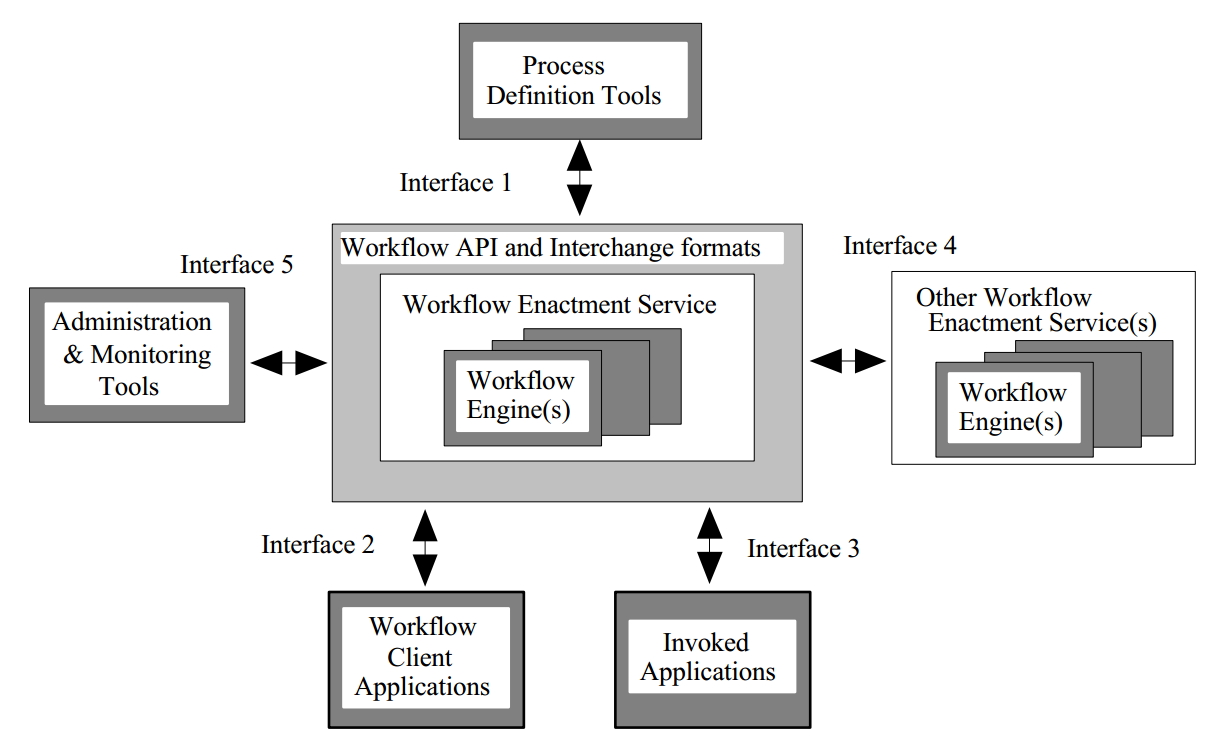 Process
Definition Tools
Interface 1
Workflow API and Interchange formats
Interface 4
Interface 5
Workflow Enactment Service
Other Workflow
Enactment Service(s)
Administration
& Monitoring
Tools
Workflow
Engine(s)
Workflow
Engine(s)
Interface 2
Interface 3
Workflow
Client
Applications
Invoked
Applications